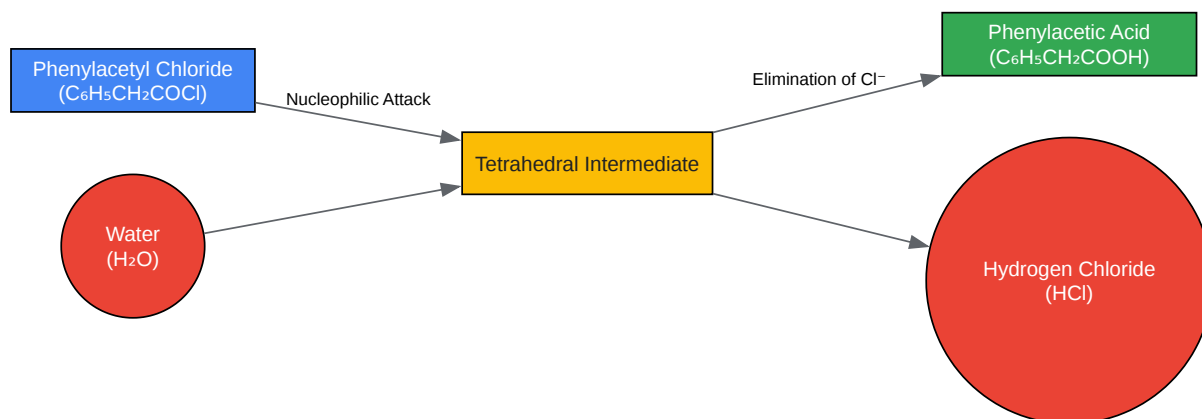 Phenylacetyl Chloride
(C₆H₅CH₂COCl)
Nucleophilic Attack
Water
(H₂O)
Tetrahedral Intermediate
Elimination of Cl⁻
Phenylacetic Acid
(C₆H₅CH₂COOH)
Hydrogen Chloride
(HCl)